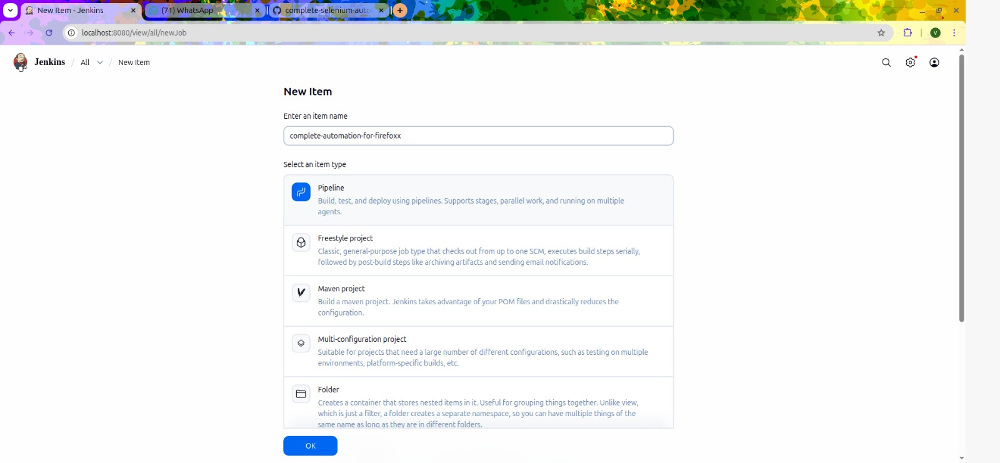 New Item - Jenkins
(71) WhatsApp
complete-selenium-auto
localhost:8080/view/all/newJob
V
Jenkins / All / New Item
New Item
Enter an item name
complete-automation-for-firefoxx
Select an item type
Pipeline
Build, test, and deploy using pipelines. Supports stages, parallel work, and running on multiple
agents.
Freestyle project
Classic, general-purpose job type that checks out from up to one SCM, executes build steps serially,
followed by post-build steps like archiving artifacts and sending email notifications.
Maven project
Build a maven project. Jenkins takes advantage of your POM files and drastically reduces the
configuration.
Multi-configuration project
Suitable for projects that need a large number of different configurations, such as testing on multiple
environments, platform-specific builds, etc.
Folder
Creates a container that stores nested items in it. Useful for grouping things together. Unlike view,
which is just a filter, a folder creates a separate namespace, so you can have multiple things of the
same name as long as they are in different folders.
OK